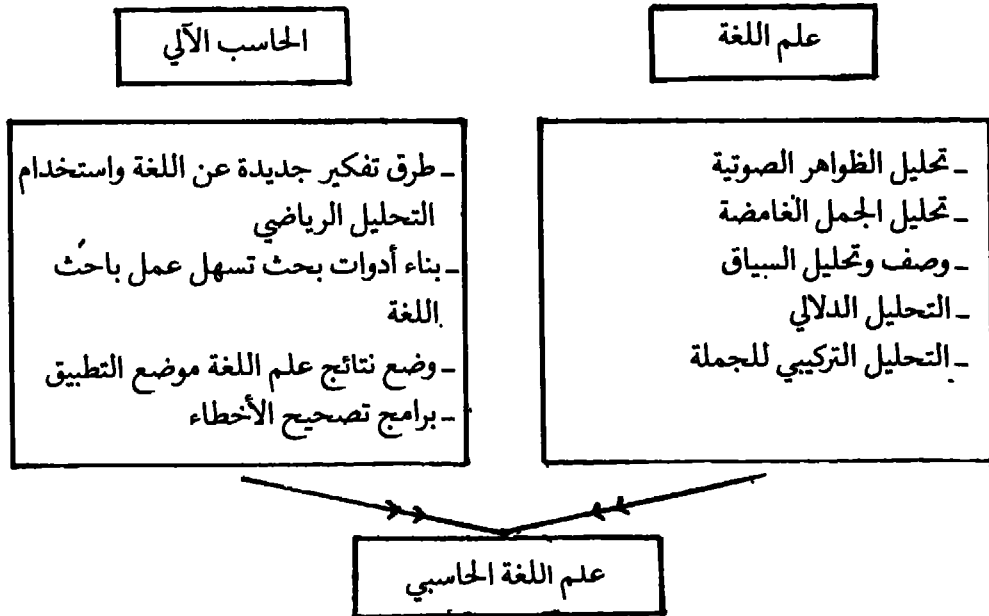 علم اللغة
الحاسب الآلي
ـ تحليل الظواهر الصوتية
ـ تحليل الجمل الغامضة
ـ وصف وتحليل السياق
ـ التحليل الدلالي
ـ التحليل التركيبي للجملة
ـ طرق تفكير جديدة عن اللغة واستخدام
التحليل الرياضي
ـ بناء أدوات بحث تسهل عمل باحث
اللغة
ـ وضع نتائج علم اللغة موضع التطبيق
ـ برامج تصحيح الأخطاء
علم اللغة الحاسبي